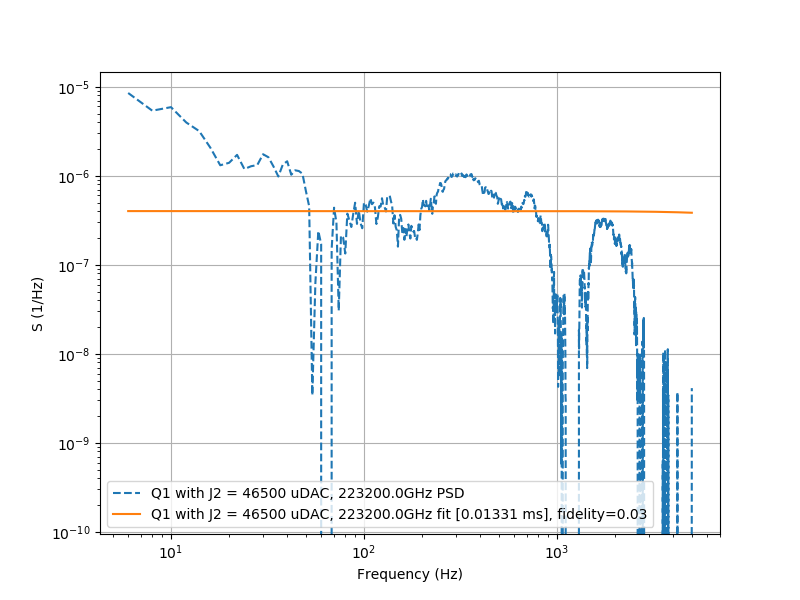 10⁻⁵
10⁻⁶
10⁻⁷
10⁻⁸
10⁻⁹
10⁻¹⁰
S (1/Hz)
Q1 with J2 = 46500 uDAC, 223200.0GHz PSD
Q1 with J2 = 46500 uDAC, 223200.0GHz fit [0.01331 ms], fidelity=0.03
10¹ 10² 10³
Frequency (Hz)